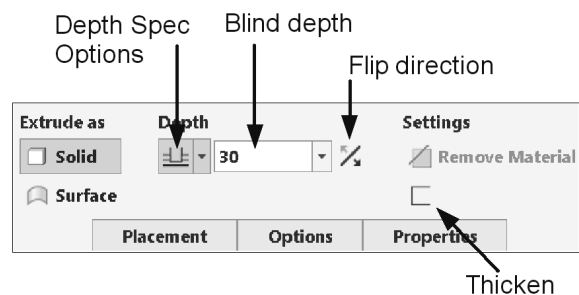 Depth Spec
Options
Blind depth
Flip direction
Extrude as
Depth
Settings
Solid
30
Remove Material
Surface
Placement
Options
Properties
Thicken